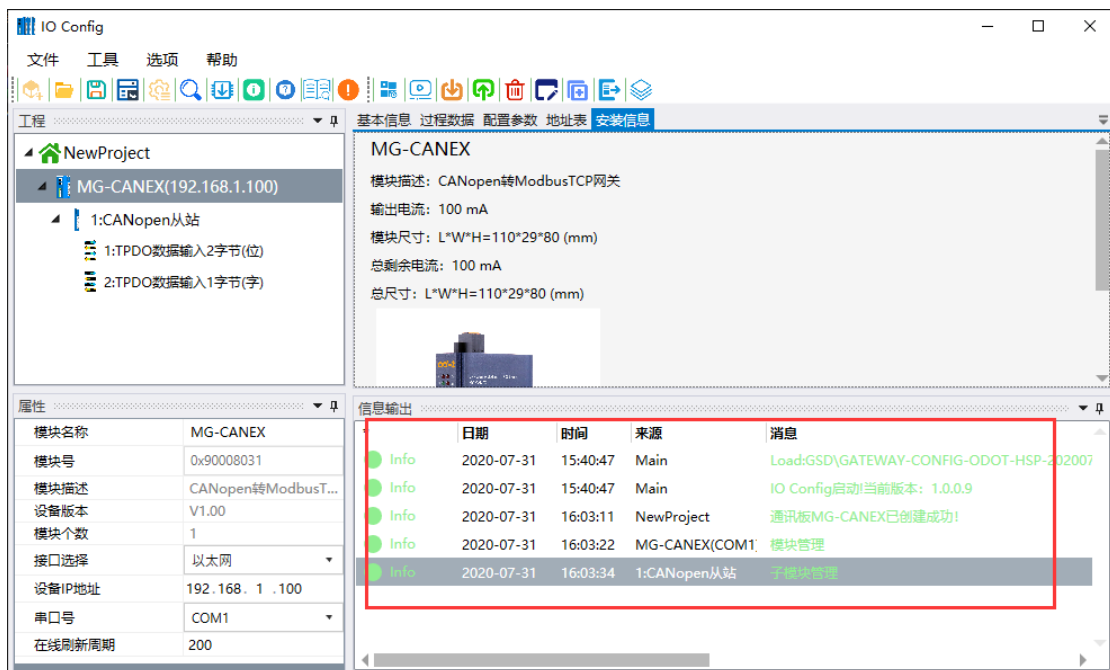 IO Config
文件 工具 选项 帮助
工程
NewProject
MG-CANEX(192.168.1.100)
1:CANopen从站
1:TPDO数据输入2字节(位)
2:TPDO数据输入1字节(字)
基本信息 过程数据 配置参数 地址表 安装信息
MG-CANEX
模块描述：CANopen转ModbusTCP网关
输出电流：100 mA
模块尺寸：L*W*H=110*29*80 (mm)
总剩余电流：100 mA
总尺寸：L*W*H=110*29*80 (mm)
属性
模块名称 MG-CANEX
模块号 0x90008031
模块描述 CANopen转ModbusT...
设备版本 V1.00
模块个数 1
接口选择 以太网
设备IP地址 192.168. 1 .100
串口号 COM1
在线刷新周期 200
信息输出
日期 时间 来源 消息
Info 2020-07-31 15:40:47 Main Load:GSD\GATEWAY-CONFIG-ODOT-HSP-202007
Info 2020-07-31 15:40:47 Main IO Config启动!当前版本：1.0.0.9
Info 2020-07-31 16:03:11 NewProject 通讯板MG-CANEX已创建成功!
Info 2020-07-31 16:03:22 MG-CANEX(COM1) 模块管理
Info 2020-07-31 16:03:34 1:CANopen从站 子模块管理